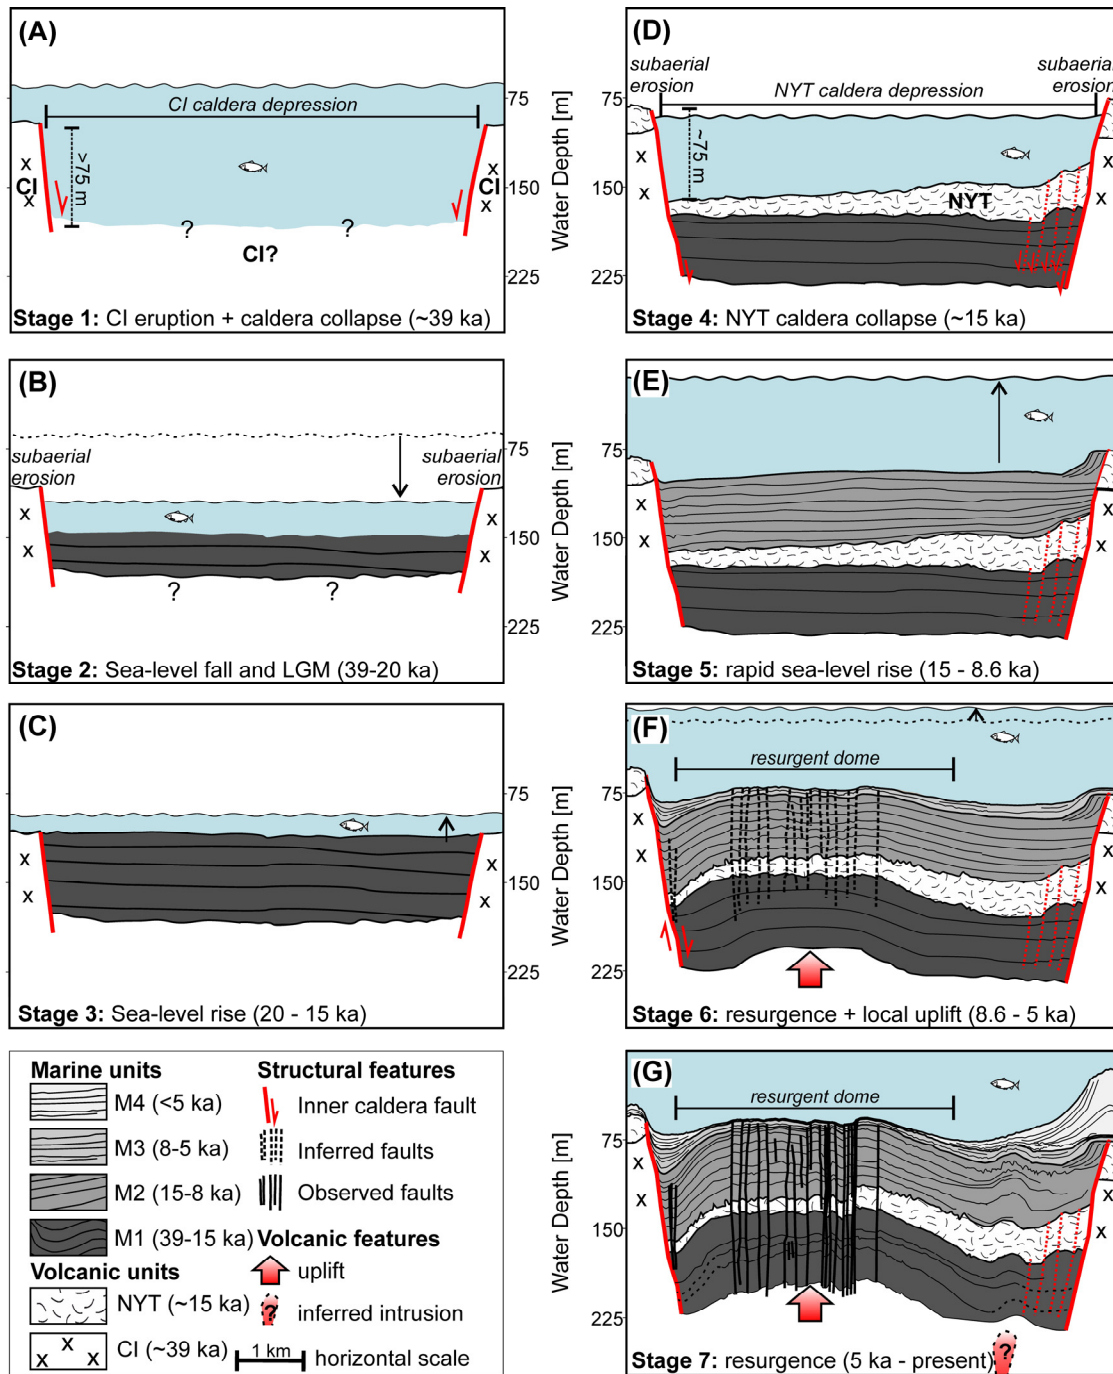 (A)
CI caldera depression
>75 m
X
CI
X
X
CI
X
?
?
CI?
75
150
225
Water Depth [m]
Stage 1: CI eruption + caldera collapse (~39 ka)
(B)
subaerial
erosion
subaerial
erosion
X
X
X
X
?
?
75
150
225
Water Depth [m]
Stage 2: Sea-level fall and LGM (39-20 ka)
(C)
X
X
X
X
75
150
225
Water Depth [m]
Stage 3: Sea-level rise (20 - 15 ka)
Marine units
M4 (<5 ka)
M3 (8-5 ka)
M2 (15-8 ka)
M1 (39-15 ka)
Volcanic units
NYT (~15 ka)
X
X X
CI (~39 ka)
Structural features
Inner caldera fault
Inferred faults
Observed faults
Volcanic features
uplift
?
inferred intrusion
1 km
horizontal scale
(D)
subaerial
erosion
NYT caldera depression
subaerial
erosion
~75 m
NYT
X
X
X
X
75
150
225
Stage 4: NYT caldera collapse (~15 ka)
(E)
X
X
X
X
75
150
225
Stage 5: rapid sea-level rise (15 - 8.6 ka)
(F)
resurgent dome
X
X
X
X
75
150
225
Stage 6: resurgence + local uplift (8.6 - 5 ka)
(G)
resurgent dome
X
X
X
X
75
150
225
Water Depth [m]
?
Stage 7: resurgence (5 ka - present)